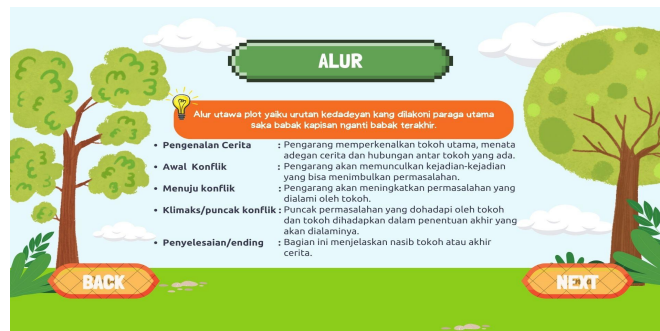 ALUR
Alur utawa plot yaiku urutan kedadeyan kang dilakoni paraga utama
saka babak kapisan nganti babak terakhir.
• Pengenalan Cerita : Pengarang memperkenalkan tokoh utama, menata
adegan cerita dan hubungan antar tokoh yang ada.
• Awal Konflik : Pengarang akan memunculkan kejadian-kejadian
yang bisa menimbulkan permasalahan.
• Menuju konflik : Pengarang akan meningkatkan permasalahan yang
dialami oleh tokoh.
• Klimaks/puncak konflik : Puncak permasalahan yang dohadapi oleh tokoh
dan tokoh dihadapkan dalam penentuan akhir yang
akan dialaminya.
• Penyelesaian/ending : Bagian ini menjelaskan nasib tokoh atau akhir
cerita.
BACK
NEXT